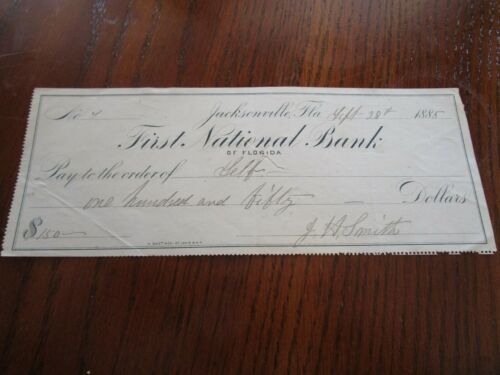 No 4 Jacksonville, Fla Sept 28th 1885
First National Bank
OF FLORIDA
Pay to the order of Self
one hundred and fifty Dollars
$150 J. H. Smith